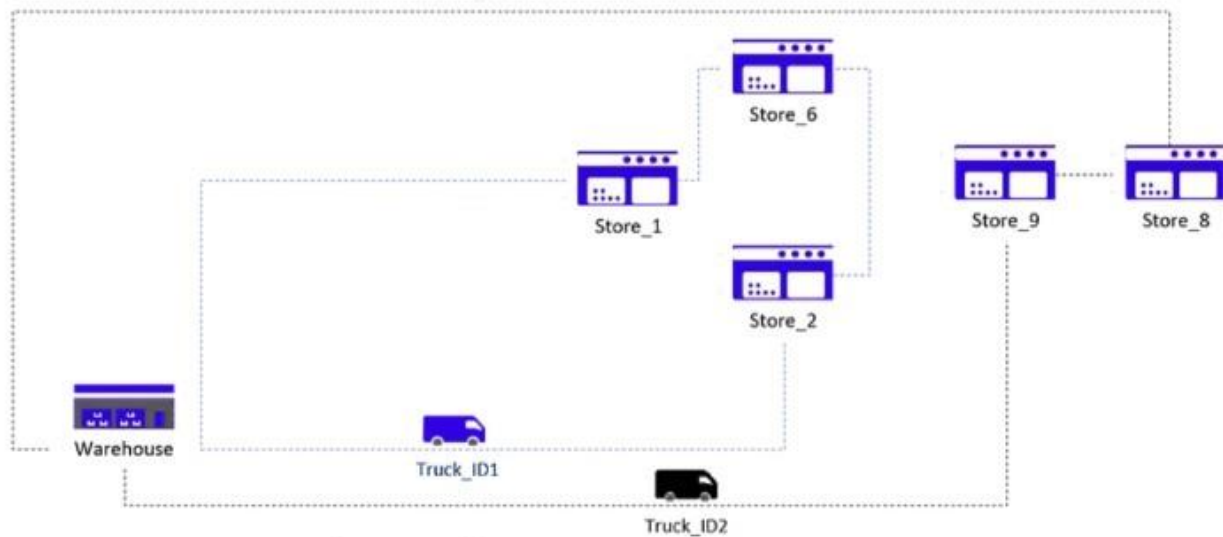 Store_6
Store_1
Store_9
Store_8
Store_2
Warehouse
Truck_ID1
Truck_ID2